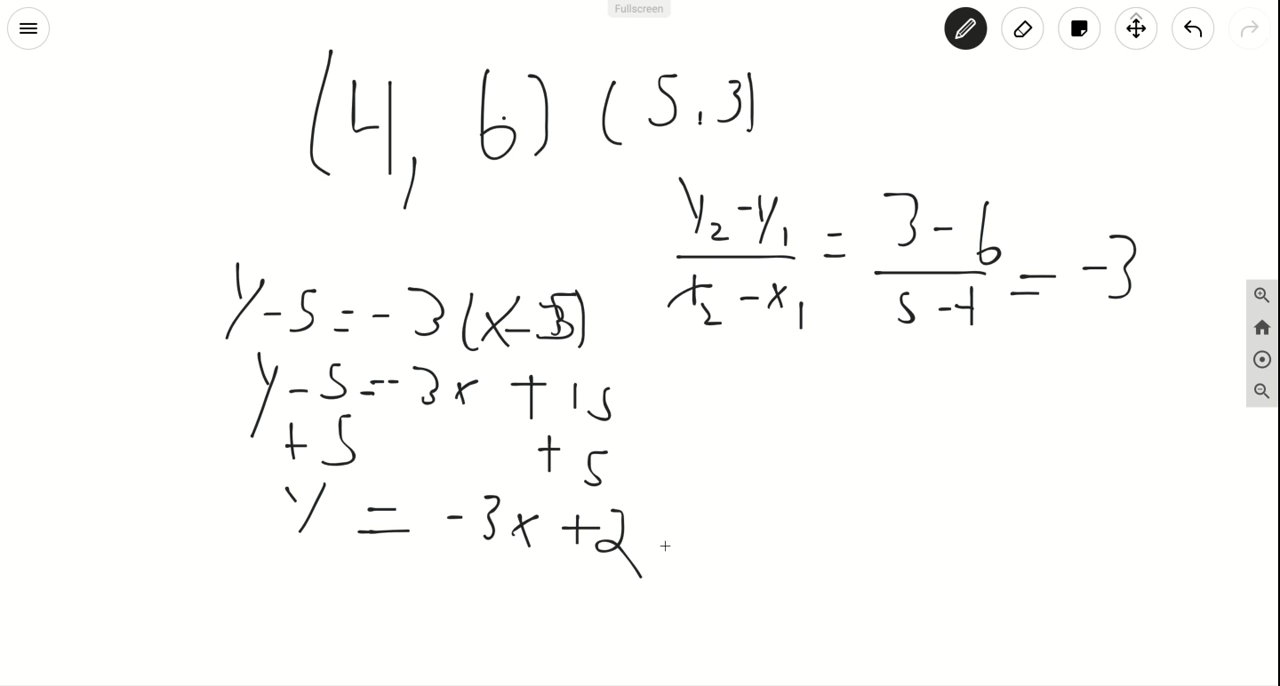 Fullscreen
(4, 6) (5,3)
y₂-y₁ / x₂-x₁ = 3-6 / 5-4 = -3
y-5=-3(x-5)
y-5=-3x +15
+5 +5
y = -3x +2